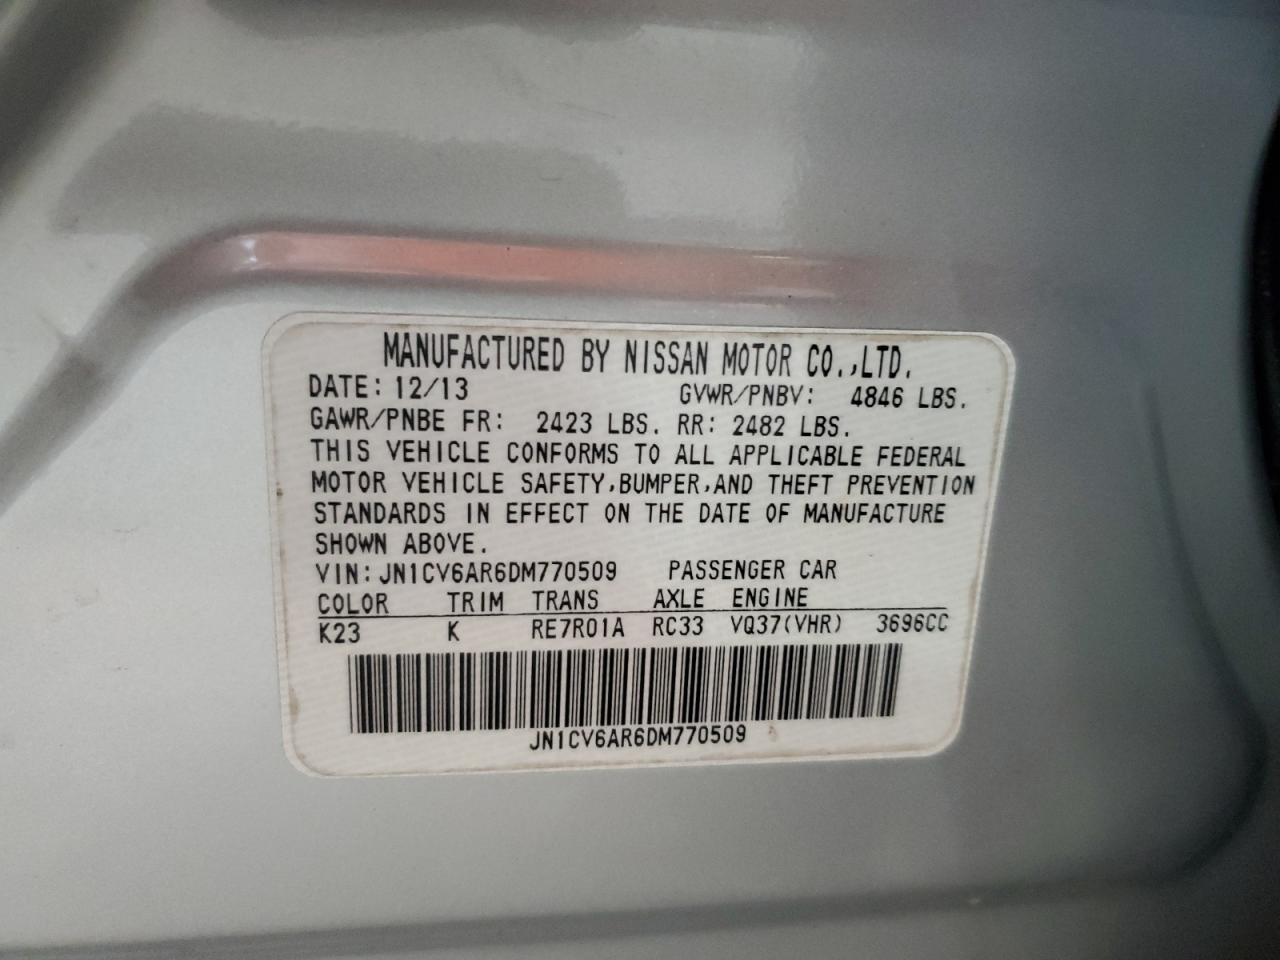 MANUFACTURED BY NISSAN MOTOR CO.,LTD.
DATE: 12/13 GVWR/PNBV: 4846 LBS.
GAWR/PNBE FR: 2423 LBS. RR: 2482 LBS.
THIS VEHICLE CONFORMS TO ALL APPLICABLE FEDERAL
MOTOR VEHICLE SAFETY,BUMPER,AND THEFT PREVENTION
STANDARDS IN EFFECT ON THE DATE OF MANUFACTURE
SHOWN ABOVE.
VIN: JN1CV6AR6DM770509 PASSENGER CAR
COLOR TRIM TRANS AXLE ENGINE
K23 K RE7R01A RC33 VQ37(VHR) 3696CC
JN1CV6AR6DM770509